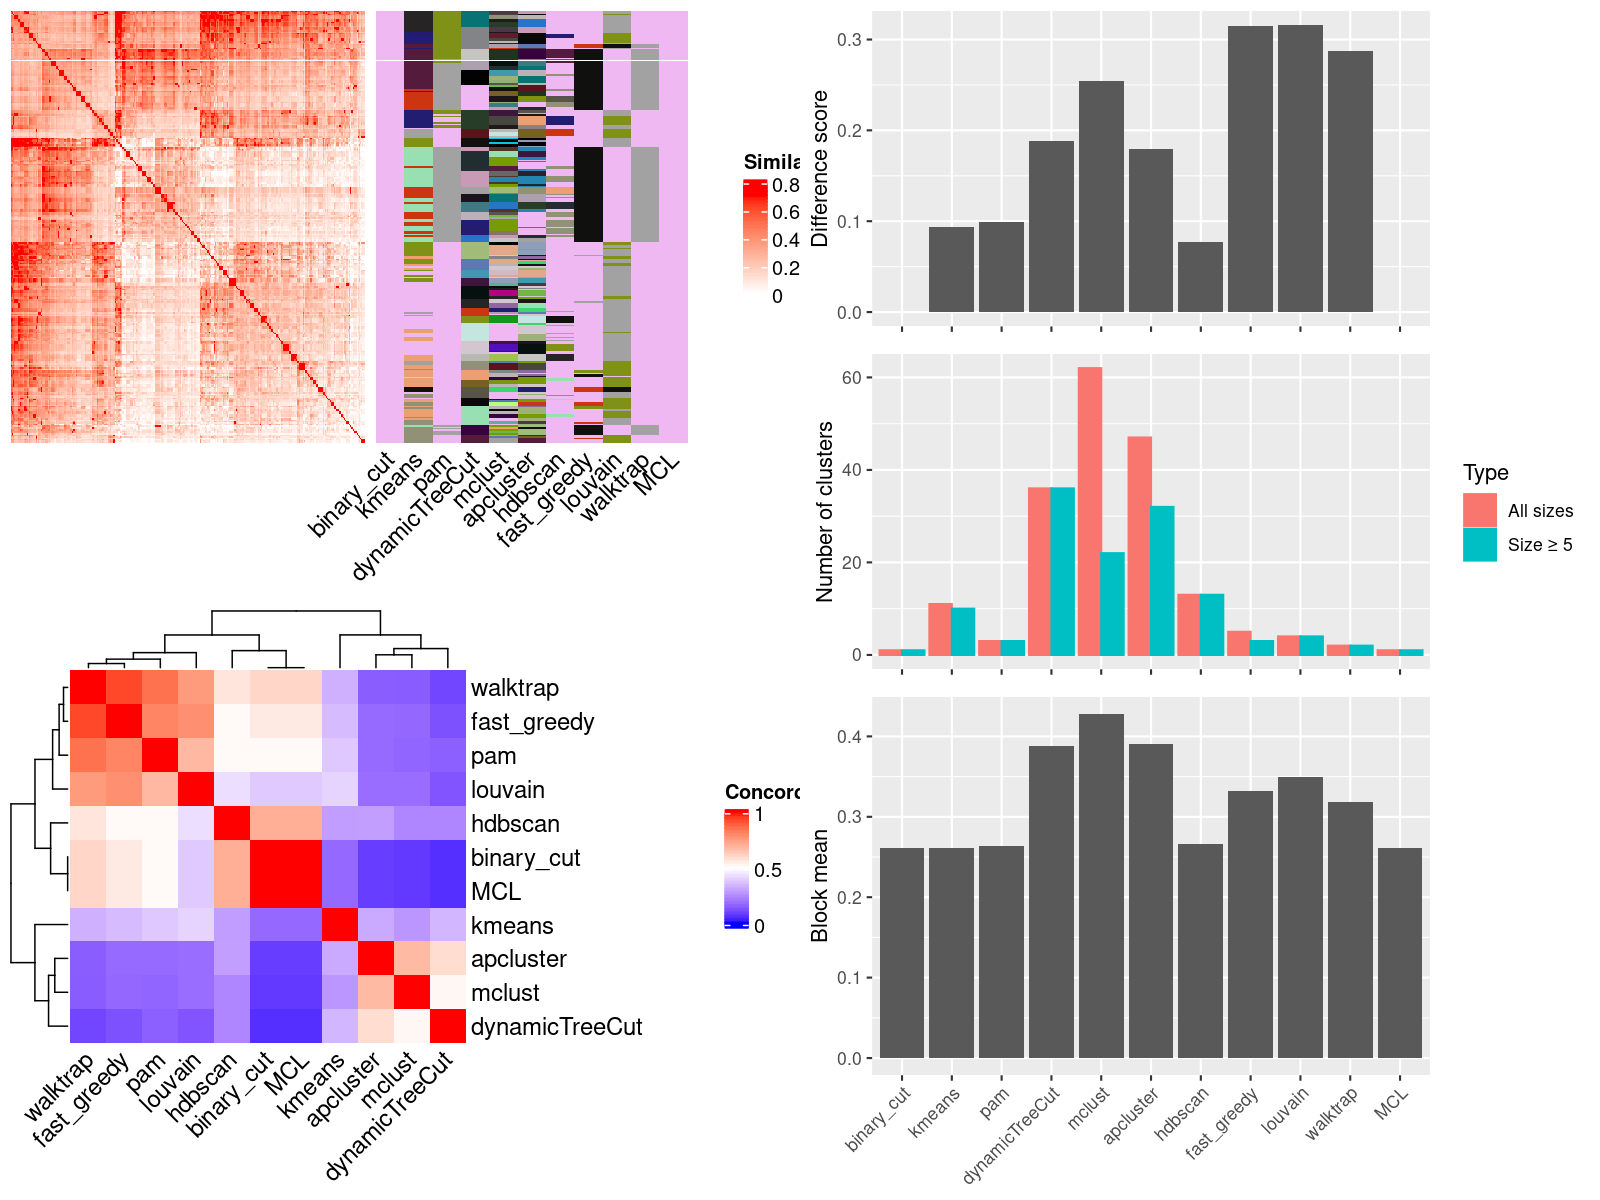 Simila
0.8
0.6
0.4
0.2
0
binary_cut
kmeans
pam
dynamicTreeCut
mclust
apcluster
hdbscan
fast_greedy
louvain
walktrap
MCL
walktrap
fast_greedy
pam
louvain
hdbscan
binary_cut
MCL
kmeans
apcluster
mclust
dynamicTreeCut
walktrap
fast_greedy
pam
louvain
hdbscan
binary_cut
MCL
kmeans
apcluster
mclust
dynamicTreeCut
Concord
1
0.5
0
Difference score
0.3
0.2
0.1
0.0
Number of clusters
60
40
20
0
Type
All sizes
Size ≥ 5
Block mean
0.4
0.3
0.2
0.1
0.0
binary_cut
kmeans
pam
dynamicTreeCut
mclust
apcluster
hdbscan
fast_greedy
louvain
walktrap
MCL